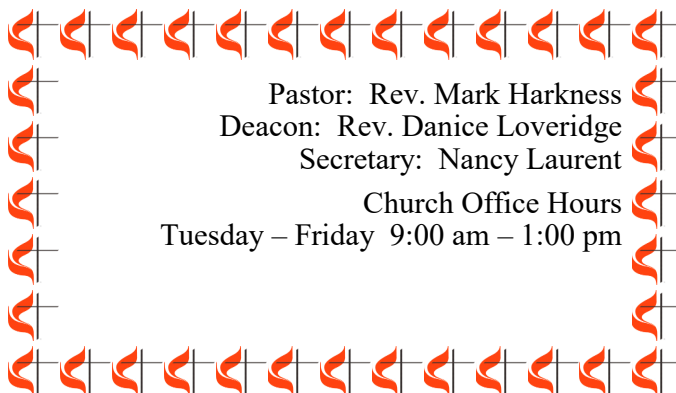 Pastor:  Rev. Mark Harkness
Deacon:  Rev. Danice Loveridge
Secretary:  Nancy Laurent
Church Office Hours
Tuesday – Friday  9:00 am – 1:00 pm